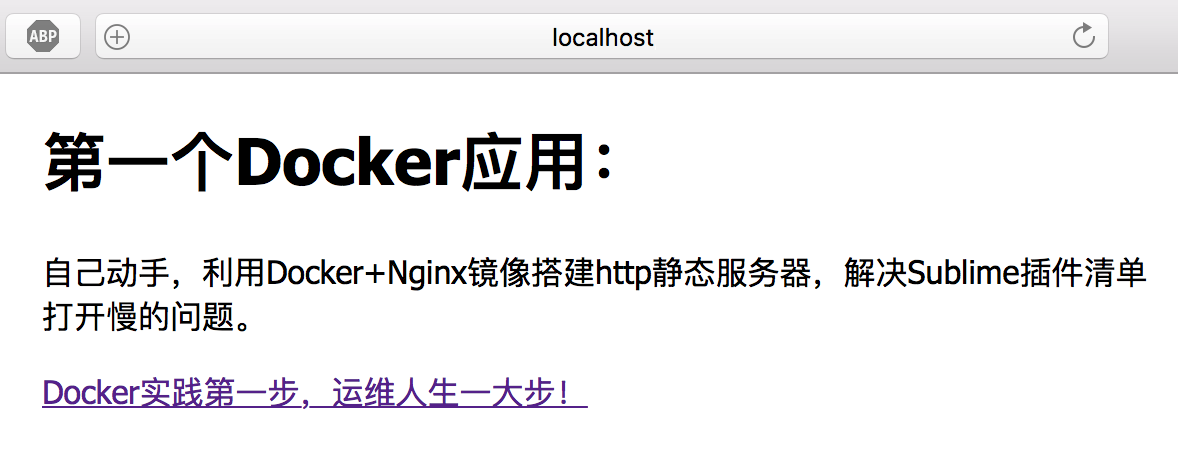 ABP
localhost
第一个Docker应用：
自己动手，利用Docker+Nginx镜像搭建http静态服务器，解决Sublime插件清单
打开慢的问题。
Docker实践第一步，运维人生一大步！